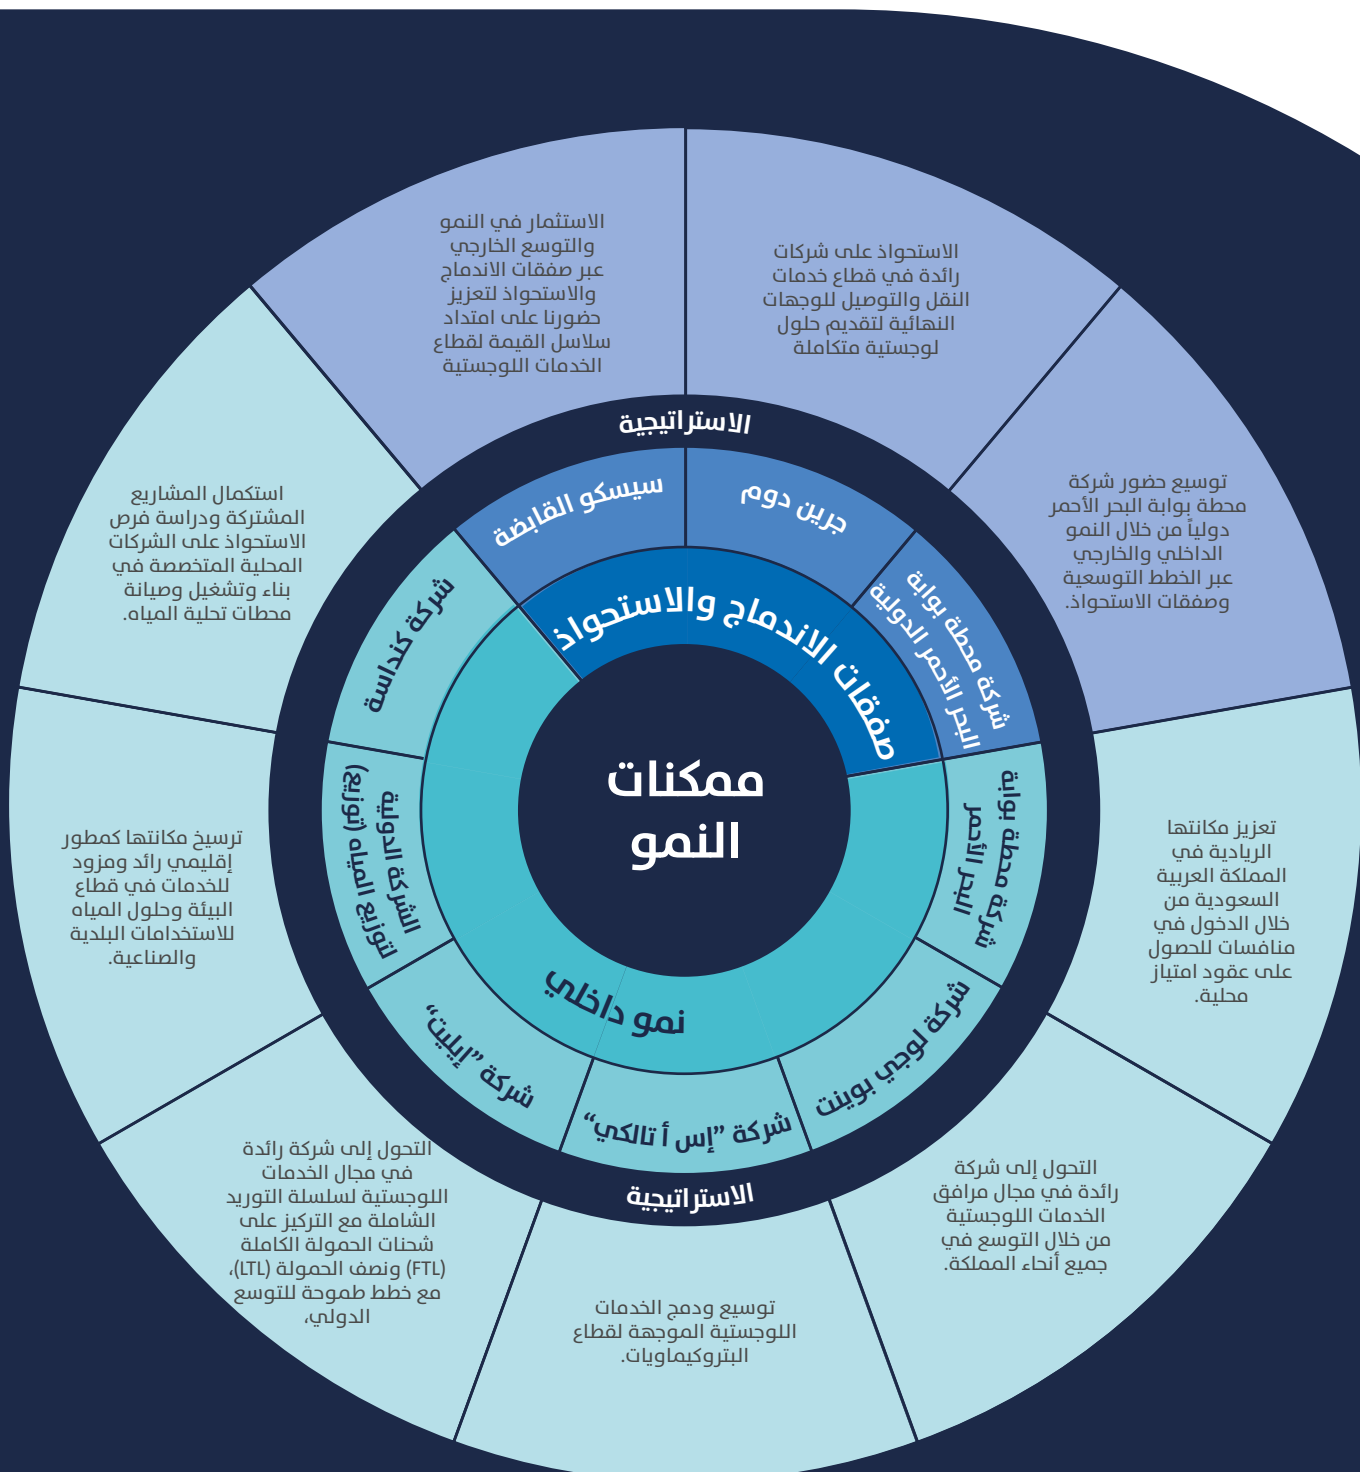 ممكنات
النمو
صفقات الاندماج والاستحواذ
نمو داخلي
الاستراتيجية
سيسكو القابضة
الاستثمار في النمو
والتوسع الخارجي
عبر صفقات الاندماج
والاستحواذ لتعزيز
حضورنا على امتداد
سلاسل القيمة لقطاع
الخدمات اللوجستية
جرين دوم
الاستحواذ على شركات
رائدة في قطاع خدمات
النقل والتوصيل للوجهات
النهائية لتقديم حلول
لوجستية متكاملة
شركة محطة بوابة
البحر الأحمر الدولية
توسيع حضور شركة
محطة بوابة البحر الأحمر
دولياً من خلال النمو
الداخلي والخارجي
عبر الخطط التوسعية
وصفقات الاستحواذ.
شركة محطة بوابة
البحر الأحمر
تعزيز مكانتها
الريادية في
المملكة العربية
السعودية من
خلال الدخول في
منافسات للحصول
على عقود امتياز
محلية.
شركة لوجي بوينت
التحول إلى شركة
رائدة في مجال مرافق
الخدمات اللوجستية
من خلال التوسع في
جميع أنحاء المملكة.
شركة ”إس أ تالكي“
توسيع ودمج الخدمات
اللوجستية الموجهة لقطاع
البتروكيماويات.
شركة ”إيليت“
التحول إلى شركة رائدة
في مجال الخدمات
اللوجستية لسلسلة التوريد
الشاملة مع التركيز على
شحنات الحمولة الكاملة
(FTL) ونصف الحمولة (LTL)،
مع خطط طموحة للتوسع
الدولي،
الشركة الدولية
لتوزيع المياه (توزيع)
ترسيخ مكانتها كمطور
إقليمي رائد ومزود
للخدمات في قطاع
البيئة وحلول المياه
للاستخدامات البلدية
والصناعية.
شركة كنداسة
استكمال المشاريع
المشتركة ودراسة فرص
الاستحواذ على الشركات
المحلية المتخصصة في
بناء وتشغيل وصيانة
محطات تحلية المياه.
الاستراتيجية